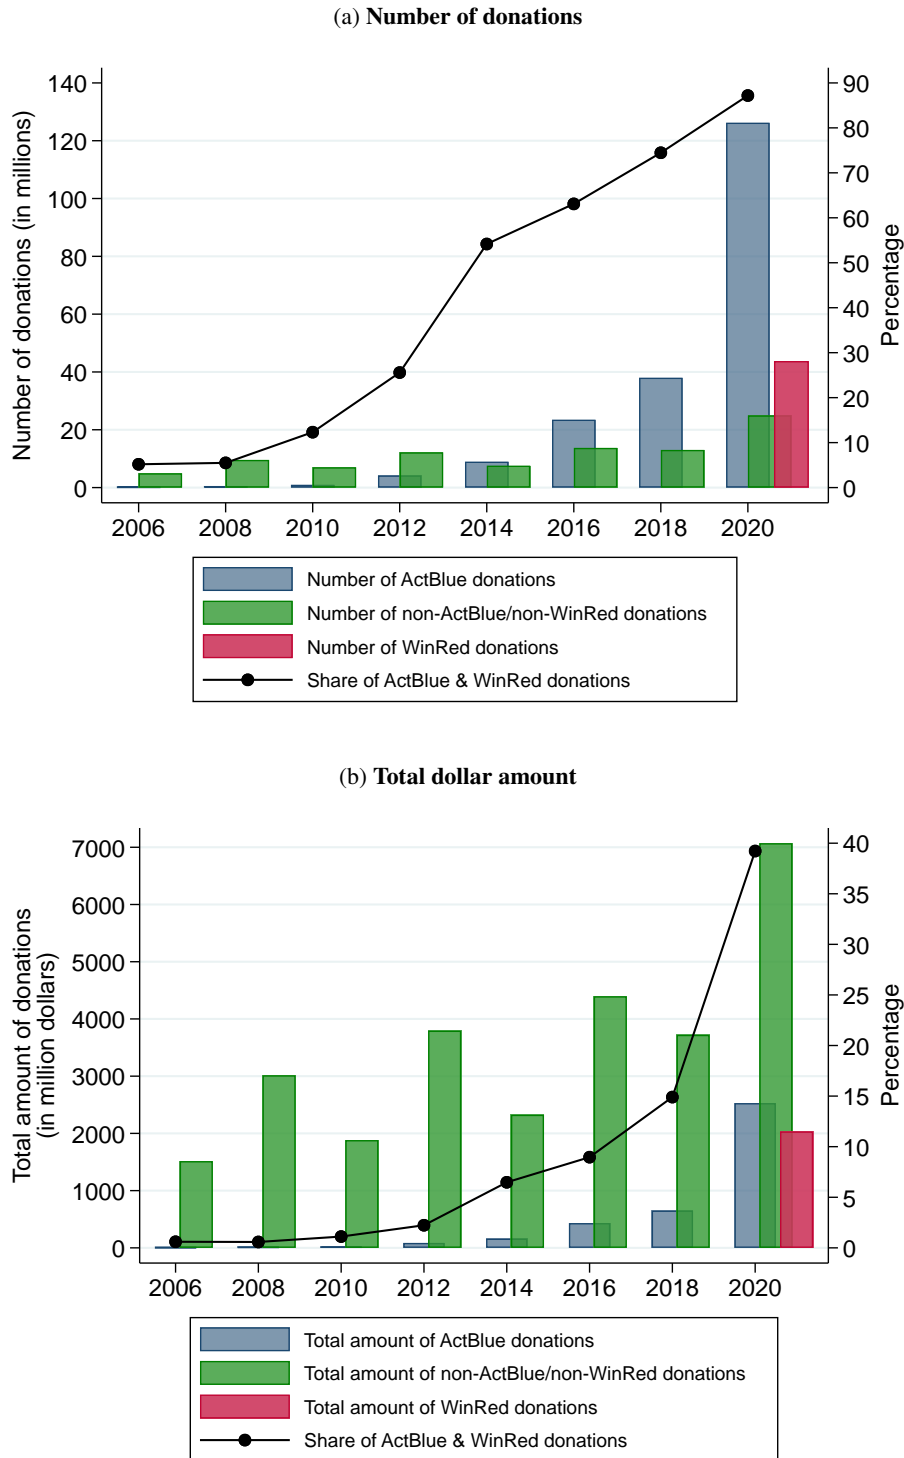 (a) Number of donations
Number of donations (in millions)
140
120
100
80
60
40
20
0
90
80
70
60
50
40
30
20
10
0
Percentage
2006 2008 2010 2012 2014 2016 2018 2020
Number of ActBlue donations
Number of non-ActBlue/non-WinRed donations
Number of WinRed donations
Share of ActBlue & WinRed donations
(b) Total dollar amount
Total amount of donations
(in million dollars)
7000
6000
5000
4000
3000
2000
1000
0
40
35
30
25
20
15
10
5
0
Percentage
2006 2008 2010 2012 2014 2016 2018 2020
Total amount of ActBlue donations
Total amount of non-ActBlue/non-WinRed donations
Total amount of WinRed donations
Share of ActBlue & WinRed donations